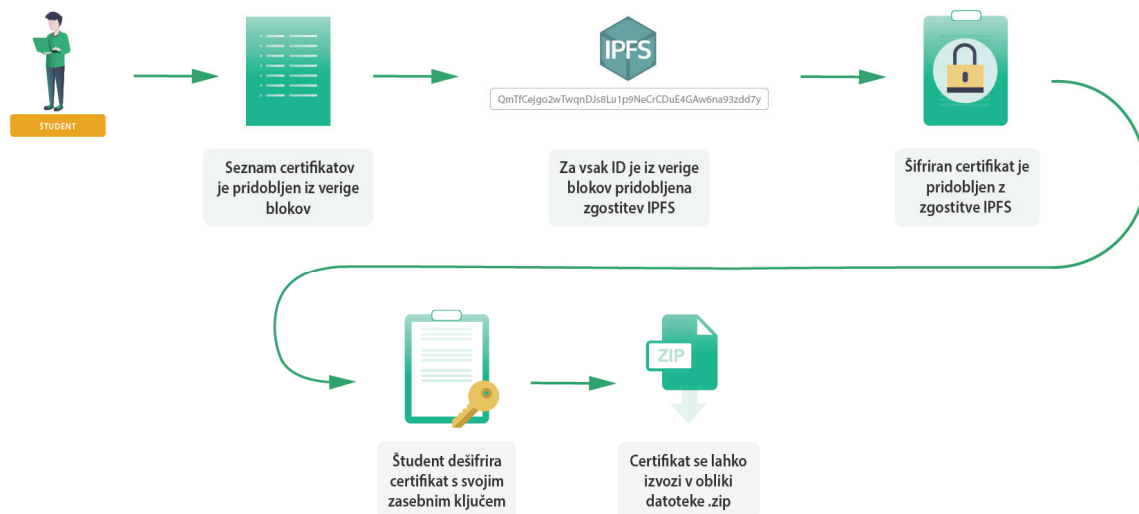 ŠTUDENT
Seznam certifikatov
je pridobljen iz verige
blokov
IPFS
QmTfCejgo2wTwqnDJs8Lu1p9NeCrCDuE4GAw6na93zdd7y
Za vsak ID je iz verige
blokov pridobljena
zgostitev IPFS
Šifriran certifikat je
pridobljen z
zgostitve IPFS
Študent dešifrira
certifikat s svojim
zasebnim ključem
ZIP
Certifikat se lahko
izvozi v obliki
datoteke .zip